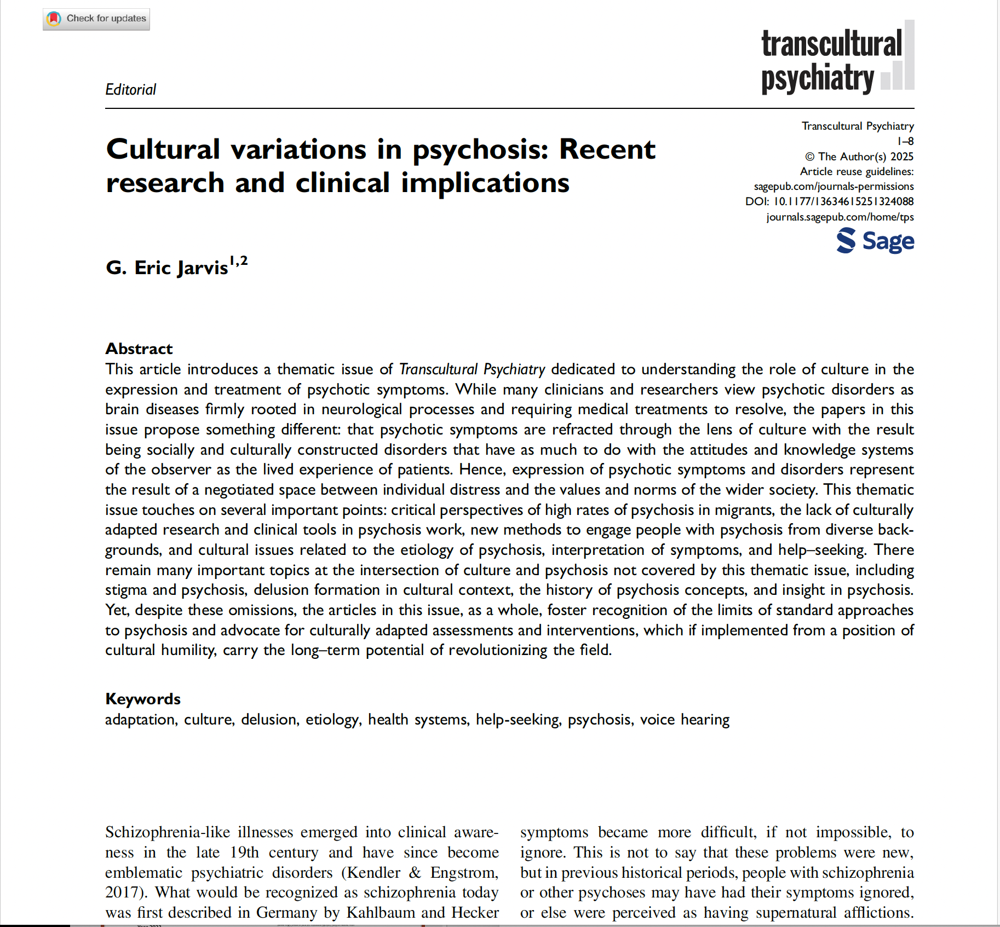 Check for updates
transcultural
psychiatry
Editorial
Cultural variations in psychosis: Recent
research and clinical implications
Transcultural Psychiatry
1–8
© The Author(s) 2025
Article reuse guidelines:
sagepub.com/journals-permissions
DOI: 10.1177/13634615251324088
journals.sagepub.com/home/tps
Sage
G. Eric Jarvis1,2
Abstract
This article introduces a thematic issue of Transcultural Psychiatry dedicated to understanding the role of culture in the
expression and treatment of psychotic symptoms. While many clinicians and researchers view psychotic disorders as
brain diseases firmly rooted in neurological processes and requiring medical treatments to resolve, the papers in this
issue propose something different: that psychotic symptoms are refracted through the lens of culture with the result
being socially and culturally constructed disorders that have as much to do with the attitudes and knowledge systems
of the observer as the lived experience of patients. Hence, expression of psychotic symptoms and disorders represent
the result of a negotiated space between individual distress and the values and norms of the wider society. This thematic
issue touches on several important points: critical perspectives of high rates of psychosis in migrants, the lack of culturally
adapted research and clinical tools in psychosis work, new methods to engage people with psychosis from diverse back-
grounds, and cultural issues related to the etiology of psychosis, interpretation of symptoms, and help–seeking. There
remain many important topics at the intersection of culture and psychosis not covered by this thematic issue, including
stigma and psychosis, delusion formation in cultural context, the history of psychosis concepts, and insight in psychosis.
Yet, despite these omissions, the articles in this issue, as a whole, foster recognition of the limits of standard approaches
to psychosis and advocate for culturally adapted assessments and interventions, which if implemented from a position of
cultural humility, carry the long–term potential of revolutionizing the field.
Keywords
adaptation, culture, delusion, etiology, health systems, help-seeking, psychosis, voice hearing
Schizophrenia-like illnesses emerged into clinical aware-
ness in the late 19th century and have since become
emblematic psychiatric disorders (Kendler & Engstrom,
2017). What would be recognized as schizophrenia today
was first described in Germany by Kahlbaum and Hecker
symptoms became more difficult, if not impossible, to
ignore. This is not to say that these problems were new,
but in previous historical periods, people with schizophrenia
or other psychoses may have had their symptoms ignored,
or else were perceived as having supernatural afflictions.